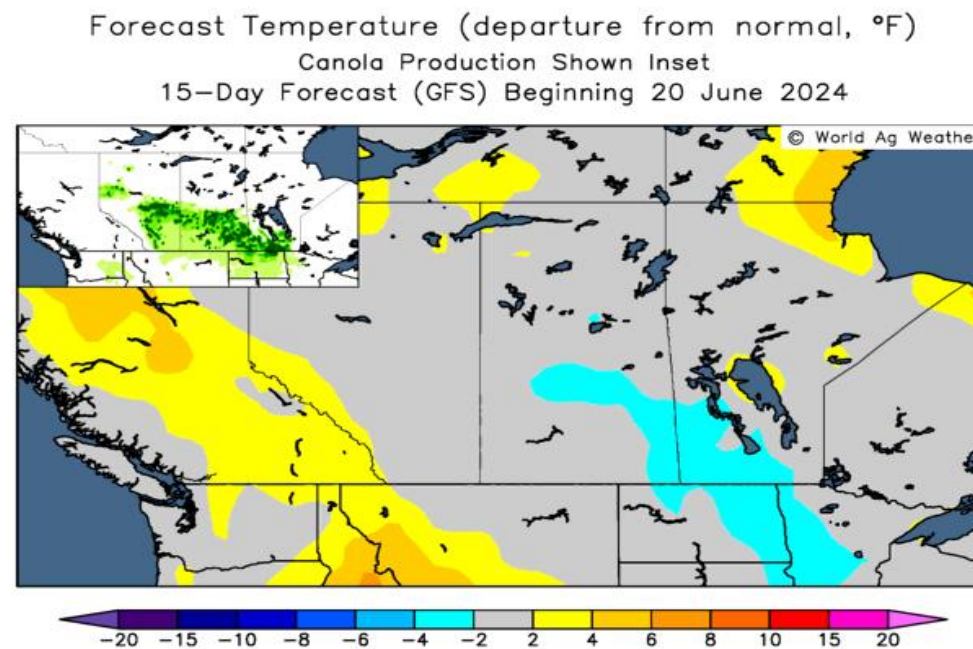 Forecast Temperature (departure from normal, °F)
Canola Production Shown Inset
15-Day Forecast (GFS) Beginning 20 June 2024
© World Ag Weathe
-20 -15 -10 -8 -6 -4 -2 2 4 6 8 10 15 20